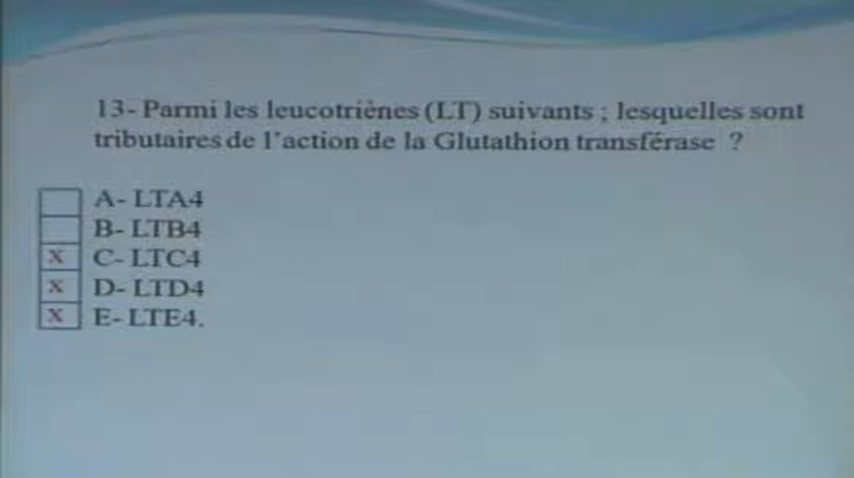 13- Parmi les leucotriènes (LT) suivants ; lesquelles sont
tributaires de l'action de la Glutathion transférase ?
A- LTA4
B- LTB4
X C- LTC4
X D- LTD4
X E- LTE4.